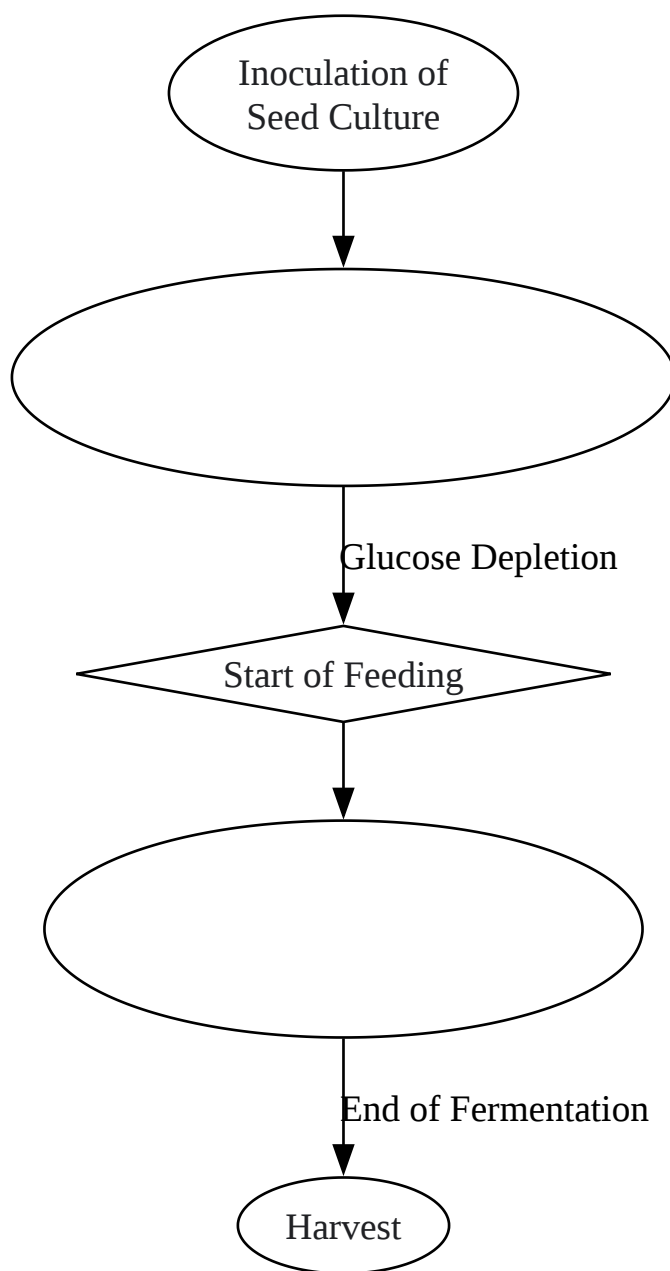 Inoculation of
Seed Culture
Glucose Depletion
Start of Feeding
End of Fermentation
Harvest